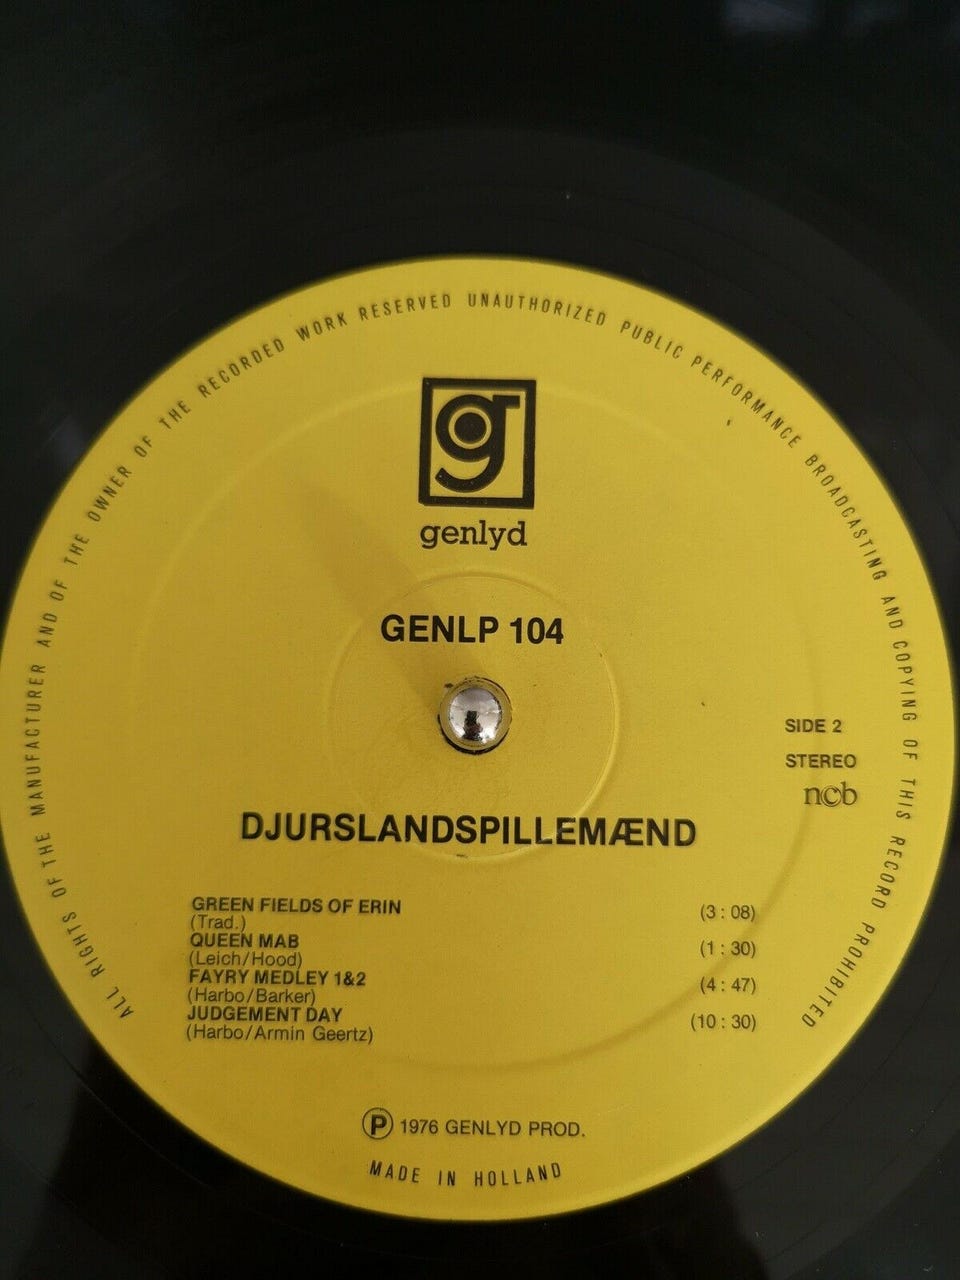 ALL RIGHTS OF THE MANUFACTURER AND OF THE OWNER OF THE RECORDED WORK RESERVED UNAUTHORIZED PUBLIC PERFORMANCE BROADCASTING AND COPYING OF THIS RECORD PROHIBITED
g
genlyd
GENLP 104
SIDE 2
STEREO
ncb
DJURSLANDSPILLEMÆND
GREEN FIELDS OF ERIN (3 : 08)
(Trad.)
QUEEN MAB (1 : 30)
(Leich/Hood)
FAYRY MEDLEY 1&2 (4 : 47)
(Harbo/Barker)
JUDGEMENT DAY (10 : 30)
(Harbo/Armin Geertz)
Ⓟ 1976 GENLYD PROD.
MADE IN HOLLAND